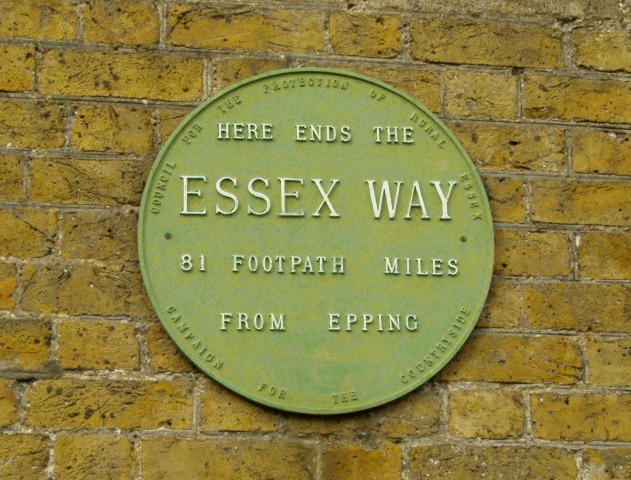 COUNCIL FOR THE PROTECTION OF RURAL ESSEX
HERE ENDS THE
ESSEX WAY
81 FOOTPATH MILES
FROM EPPING
CAMPAIGN FOR THE COUNTRYSIDE